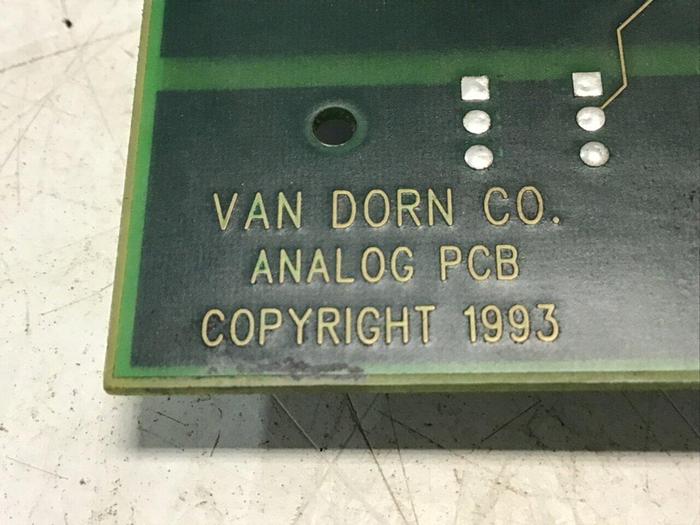 VAN DORN CO.
ANALOG PCB
COPYRIGHT 1993